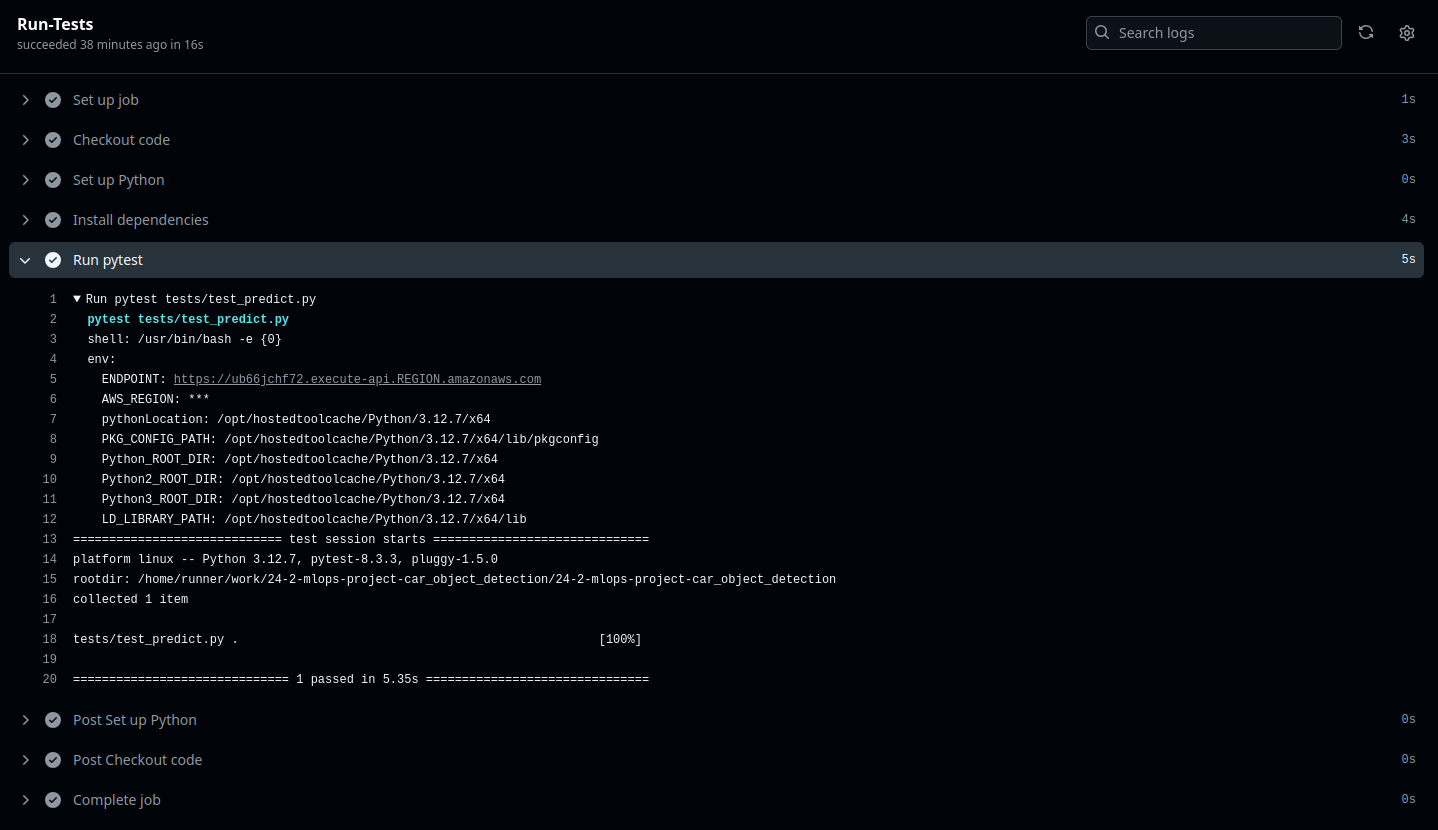 Run-Tests
succeeded 38 minutes ago in 16s
Search logs
Set up job 1s
Checkout code 3s
Set up Python 0s
Install dependencies 4s
Run pytest 5s
1 Run pytest tests/test_predict.py
2 pytest tests/test_predict.py
3 shell: /usr/bin/bash -e {0}
4 env:
5 ENDPOINT: https://ub66jchf72.execute-api.REGION.amazonaws.com
6 AWS_REGION: ***
7 pythonLocation: /opt/hostedtoolcache/Python/3.12.7/x64
8 PKG_CONFIG_PATH: /opt/hostedtoolcache/Python/3.12.7/x64/lib/pkgconfig
9 Python_ROOT_DIR: /opt/hostedtoolcache/Python/3.12.7/x64
10 Python2_ROOT_DIR: /opt/hostedtoolcache/Python/3.12.7/x64
11 Python3_ROOT_DIR: /opt/hostedtoolcache/Python/3.12.7/x64
12 LD_LIBRARY_PATH: /opt/hostedtoolcache/Python/3.12.7/x64/lib
13 ============================= test session starts ==============================
14 platform linux -- Python 3.12.7, pytest-8.3.3, pluggy-1.5.0
15 rootdir: /home/runner/work/24-2-mlops-project-car_object_detection/24-2-mlops-project-car_object_detection
16 collected 1 item
17
18 tests/test_predict.py . [100%]
19
20 ============================== 1 passed in 5.35s ===============================
Post Set up Python 0s
Post Checkout code 0s
Complete job 0s